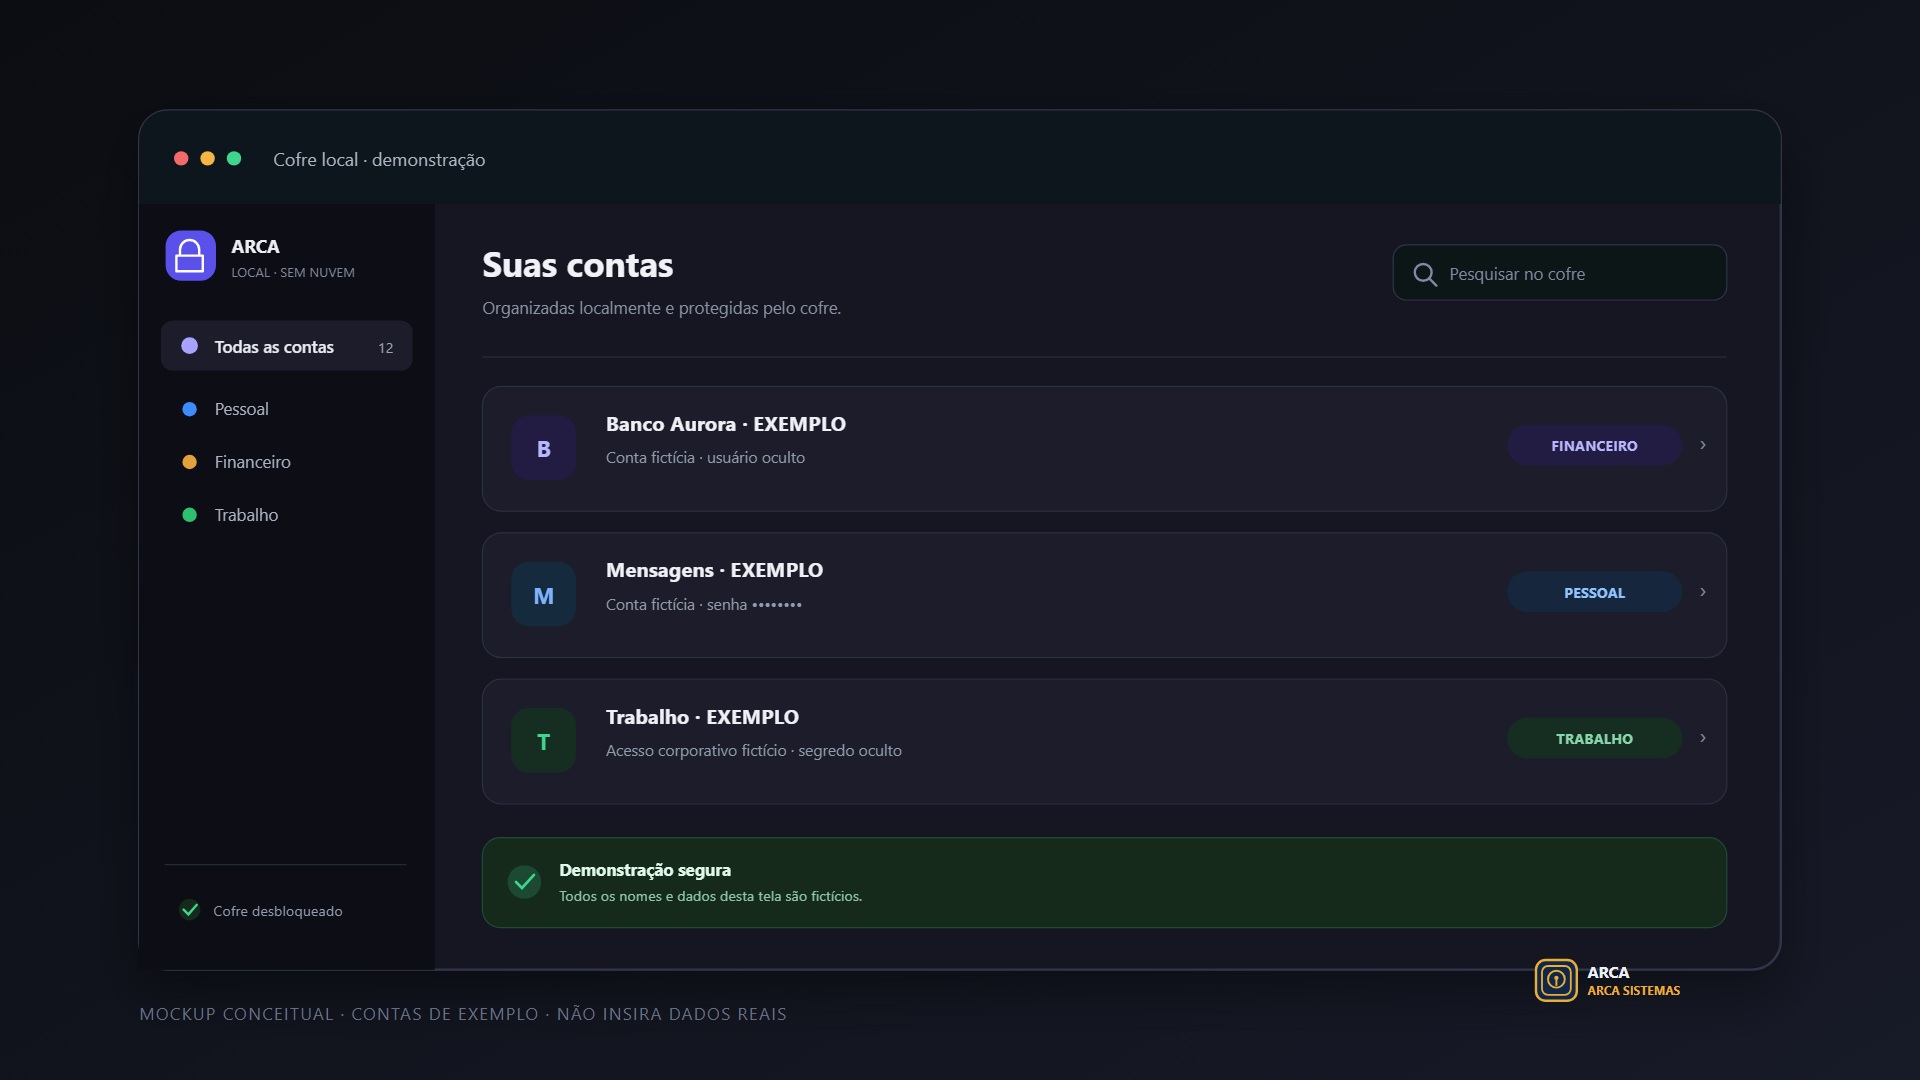 Cofre local · demonstração
ARCA
LOCAL · SEM NUVEM
Todas as contas 12
Pessoal
Financeiro
Trabalho
Cofre desbloqueado
Suas contas
Organizadas localmente e protegidas pelo cofre.
Pesquisar no cofre
B
Banco Aurora · EXEMPLO
Conta fictícia · usuário oculto
FINANCEIRO ›
M
Mensagens · EXEMPLO
Conta fictícia · senha ••••••••
PESSOAL ›
T
Trabalho · EXEMPLO
Acesso corporativo fictício · segredo oculto
TRABALHO ›
Demonstração segura
Todos os nomes e dados desta tela são fictícios.
ARCA
ARCA SISTEMAS
MOCKUP CONCEITUAL · CONTAS DE EXEMPLO · NÃO INSIRA DADOS REAIS